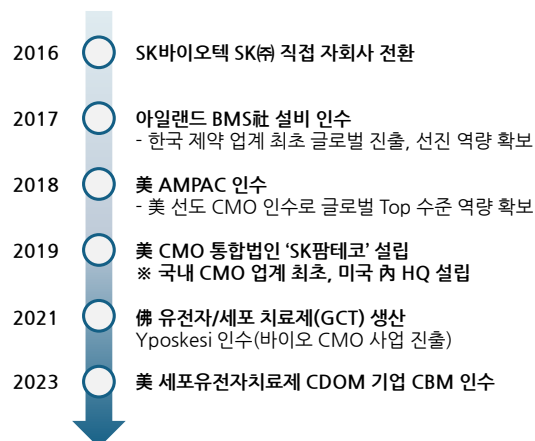 2016 SK바이오텍 SK㈜ 직접 자회사 전환
2017 아일랜드 BMS社 설비 인수
- 한국 제약 업계 최초 글로벌 진출, 선진 역량 확보
2018 美 AMPAC 인수
- 美 선도 CMO 인수로 글로벌 Top 수준 역량 확보
2019 美 CMO 통합법인 ‘SK팜테코’ 설립
※ 국내 CMO 업계 최초, 미국 內 HQ 설립
2021 佛 유전자/세포 치료제(GCT) 생산
Yposkesi 인수(바이오 CMO 사업 진출)
2023 美 세포유전자치료제 CDOM 기업 CBM 인수